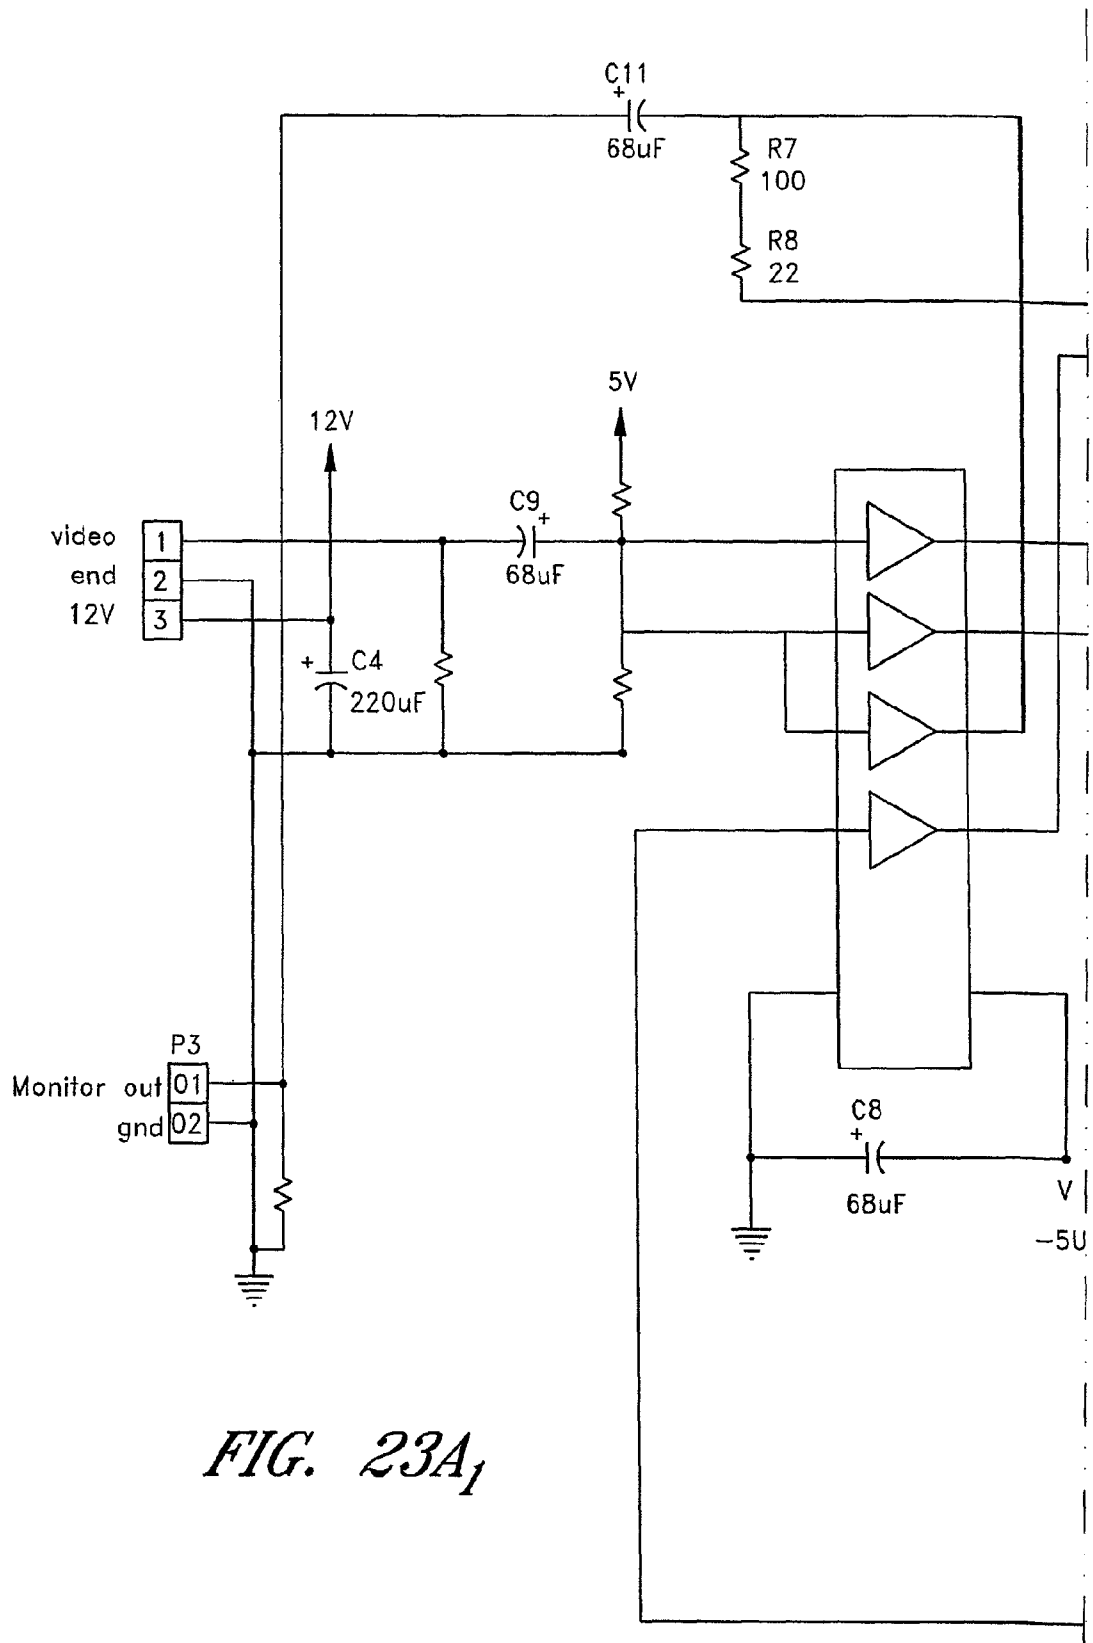 C11
+
68uF
R7
100
R8
22
5V
12V
C9
+
68uF
video 1
end 2
12V 3
+ C4
220uF
P3
Monitor out 01
gnd 02
C8
+
68uF
V
-5U
FIG. 23A1